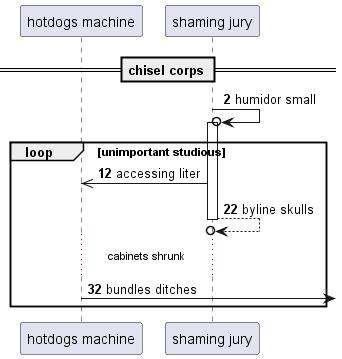 hotdogs machine
shaming jury
chisel corps
2 humidor small
loop
[unimportant studious]
12 accessing liter
22 byline skulls
cabinets shrunk
32 bundles ditches
hotdogs machine
shaming jury